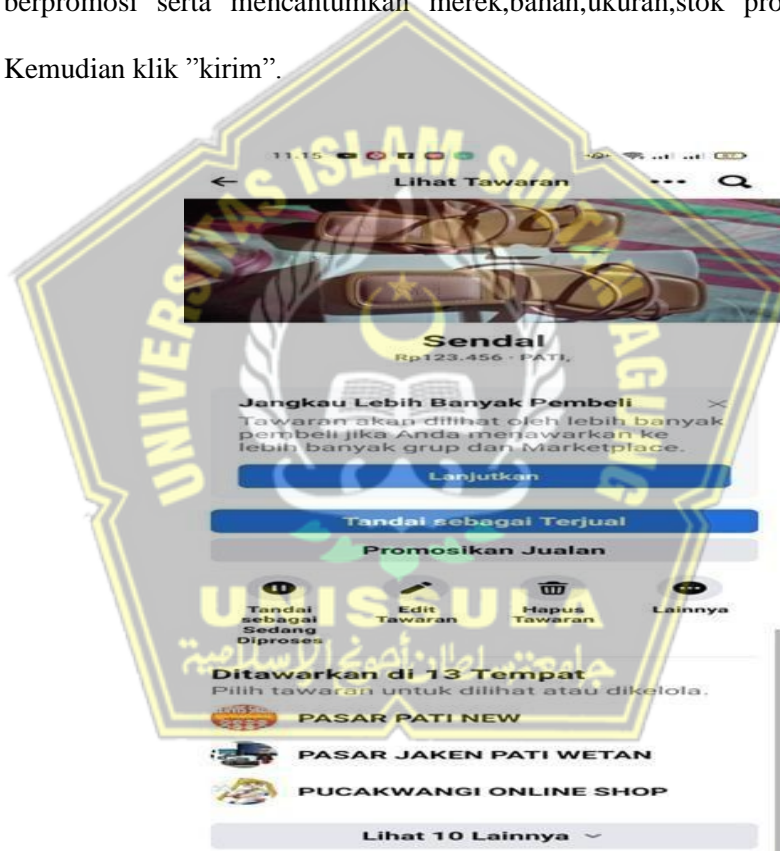 berpromosi serta mencantumkan merek,bahan,ukuran,stok pro
Kemudian klik ”kirim”.
11.15
Lihat Tawaran
Sendal
Rp123.456 · PATI,
Jangkau Lebih Banyak Pembeli
Tawaran akan dilihat oleh lebih banyak
pembeli jika Anda menawarkan ke
lebih banyak grup dan Marketplace.
Lanjutkan
Tandai sebagai Terjual
Promosikan Jualan
Tandai sebagai Sedang Diproses
Edit Tawaran
Hapus Tawaran
Lainnya
Ditawarkan di 13 Tempat
Pilih tawaran untuk dilihat atau dikelola.
PASAR PATI NEW
PASAR JAKEN PATI WETAN
PUCAKWANGI ONLINE SHOP
Lihat 10 Lainnya
UNIVERSITAS ISLAM SULTAN AGUNG
UNISSULA
جامعة سلطان أجونج الإسلامية